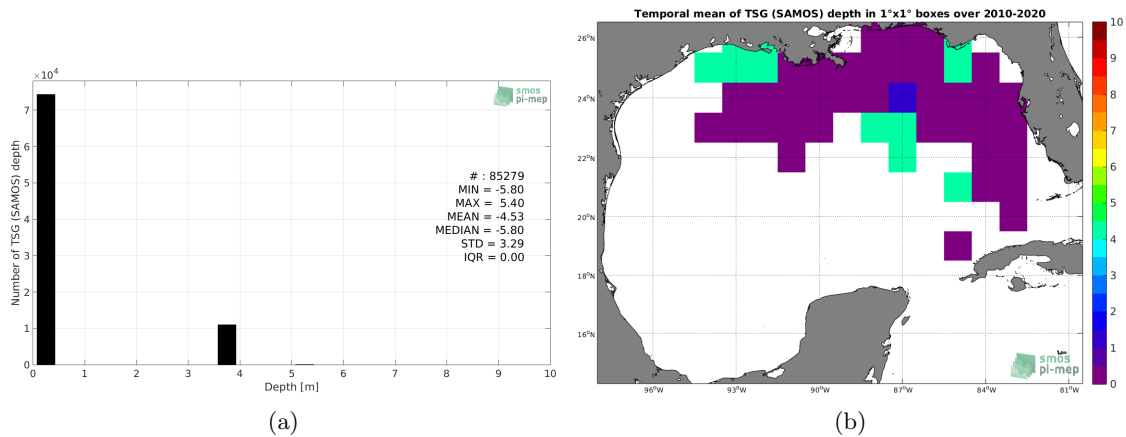 Temporal mean of TSG (SAMOS) depth in 1°x1° boxes over 2010-2020
×10⁴
7
6
5
4
3
2
1
0
Number of TSG (SAMOS) depth
smos
pi-mep
# : 85279
MIN = -5.80
MAX = 5.40
MEAN = -4.53
MEDIAN = -5.80
STD = 3.29
IQR = 0.00
0 1 2 3 4 5 6 7 8 9 10
Depth [m]
(a)
26°N
24°N
22°N
20°N
18°N
16°N
96°W 93°W 90°W 87°W 84°W 81°W
smos
pi-mep
10
9
8
7
6
5
4
3
2
1
0
(b)